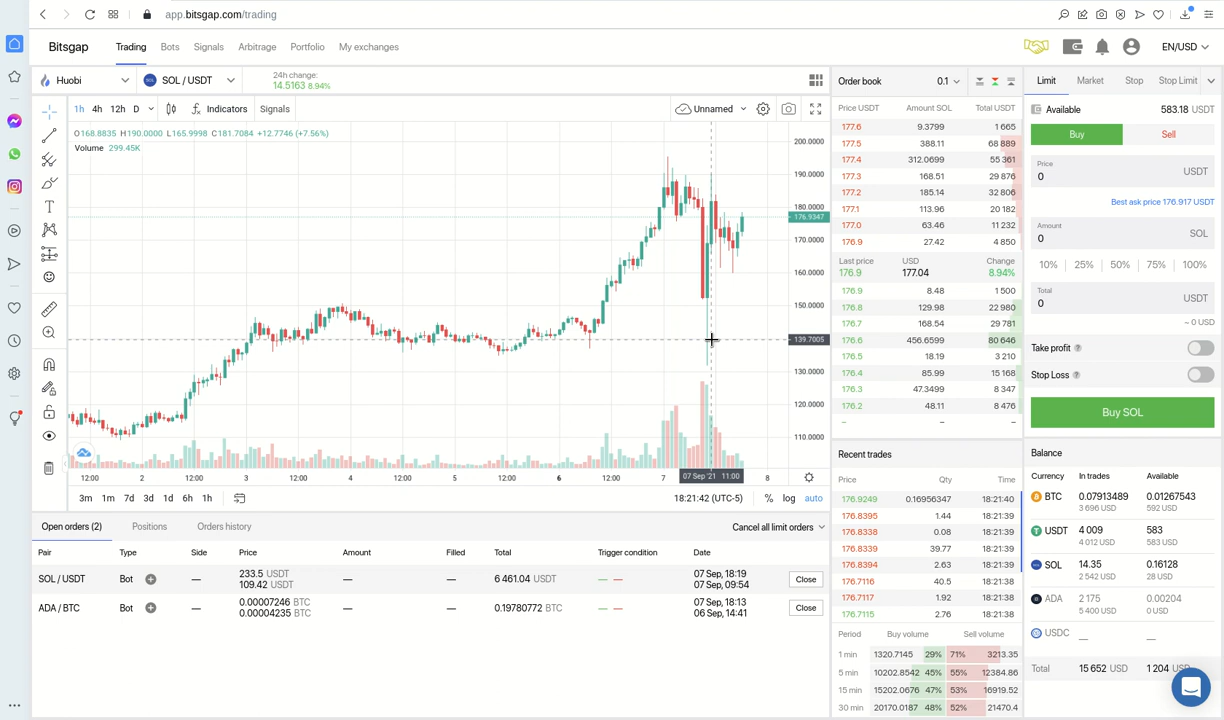 app.bitsgap.com/trading
Bitsgap Trading Bots Signals Arbitrage Portfolio My exchanges EN/USD
Huobi SOL / USDT
24h change:
14.5163 8.94%
1h 4h 12h D Indicators Signals Unnamed
O168.8835 H190.0000 L165.9998 C181.7084 +12.7746 (+7.56%)
Volume 299.45K
200.0000
190.0000
180.0000
176.9347
170.0000
160.0000
150.0000
139.7005
130.0000
120.0000
110.0000
12:00 2 12:00 3 12:00 4 12:00 5 12:00 6 12:00 7 07 Sep '21 11:00 8
3m 1m 7d 3d 1d 6h 1h 18:21:42 (UTC-5) % log auto
Open orders (2) Positions Orders history Cancel all limit orders
Pair Type Side Price Amount Filled Total Trigger condition Date
SOL / USDT Bot — 233.5 USDT — — 6 461.04 USDT — — 07 Sep, 18:19 Close
109.42 USDT 07 Sep, 09:54
ADA / BTC Bot — 0.00007246 BTC — — 0.19780772 BTC — — 07 Sep, 18:13 Close
0.00004235 BTC 06 Sep, 14:41
Order book 0.1
Price USDT Amount SOL Total USDT
177.6 9.3799 1 665
177.5 388.11 68 889
177.4 312.0699 55 361
177.3 168.51 29 876
177.2 185.14 32 806
177.1 113.96 20 182
177.0 63.46 11 232
176.9 27.42 4 850
Last price USD Change
176.9 177.04 8.94%
176.9 8.48 1 500
176.8 129.98 22 980
176.7 168.54 29 781
176.6 456.6599 80 646
176.5 18.19 3 210
176.4 85.99 15 168
176.3 47.3499 8 347
176.2 48.11 8 476
– – –
Recent trades
Price Qty Time
176.9249 0.16956347 18:21:40
176.8395 1.44 18:21:39
176.8338 0.08 18:21:39
176.8339 39.77 18:21:39
176.8394 2.63 18:21:39
176.7116 40.5 18:21:38
176.7117 1.92 18:21:38
176.7115 2.76 18:21:38
Period Buy volume Sell volume
1 min 1320.7145 29% 71% 3213.35
5 min 10202.8542 45% 55% 12384.86
15 min 15202.0676 47% 53% 16919.52
30 min 20170.0187 48% 52% 21470.4
Limit Market Stop Stop Limit
Available 583.18 USDT
Buy Sell
Price
0 USDT
Best ask price 176.917 USDT
Amount
0 SOL
10% 25% 50% 75% 100%
Total
0 USDT
~ 0 USD
Take profit ?
Stop Loss ?
Buy SOL
Balance
Currency In trades Available
BTC 0.07913489 0.01267543
3 696 USD 592 USD
USDT 4 009 583
4 012 USD 583 USD
SOL 14.35 0.16128
2 542 USD 28 USD
ADA 2 175 0.00204
5 400 USD 0 USD
USDC — —
Total 15 652 USD 1 204 USD